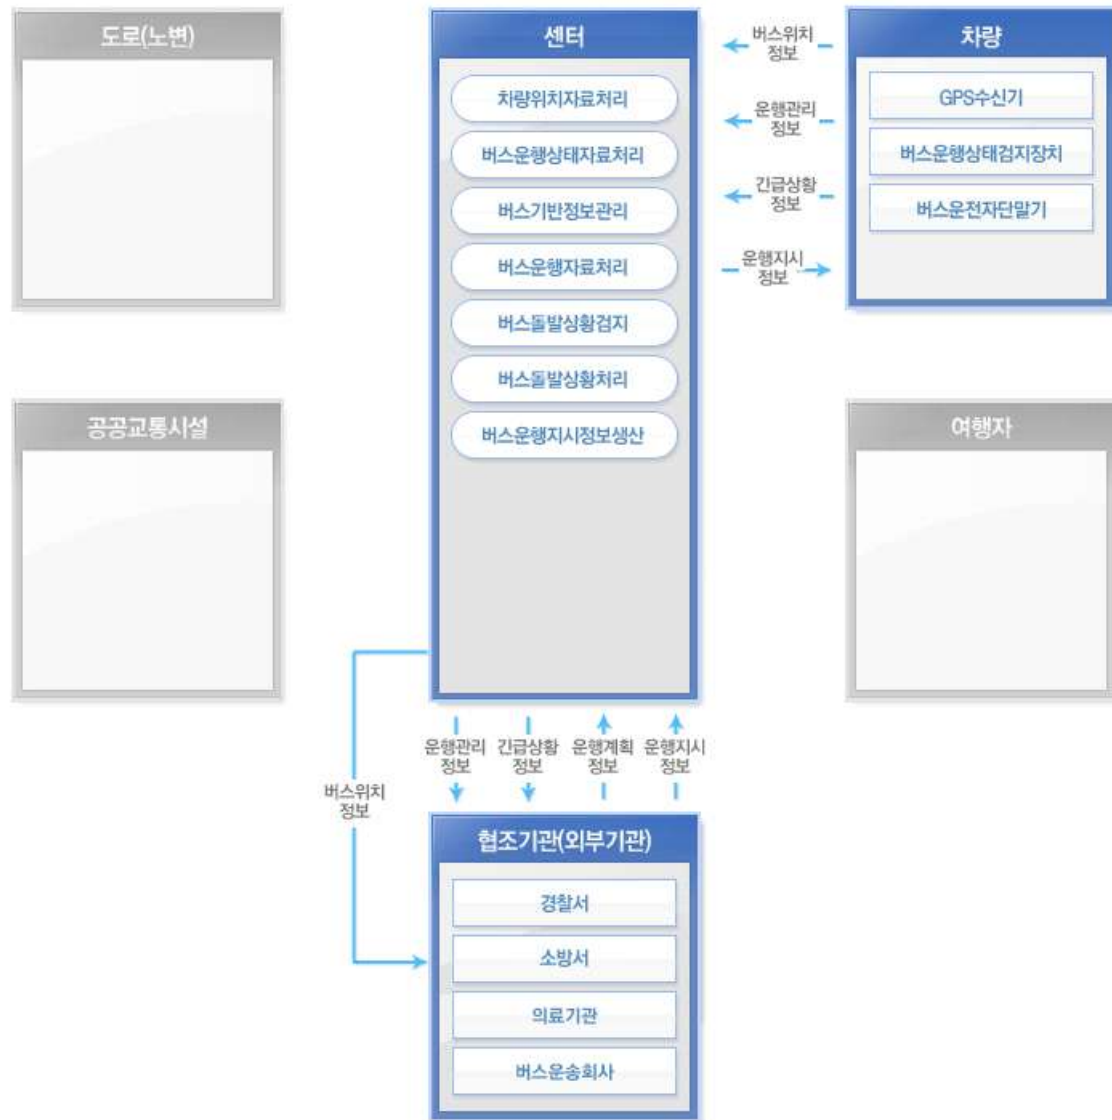 도로(노변)
센터
차량위치자료처리
버스운행상태자료처리
버스기반정보관리
버스운행자료처리
버스돌발상황검지
버스돌발상황처리
버스운행지시정보생산
버스위치
정보
운행관리
정보
긴급상황
정보
운행지시
정보
차량
GPS수신기
버스운행상태검지장치
버스운전자단말기
공공교통시설
여행자
운행관리
정보
긴급상황
정보
운행계획
정보
운행지시
정보
버스위치
정보
협조기관(외부기관)
경찰서
소방서
의료기관
버스운송회사